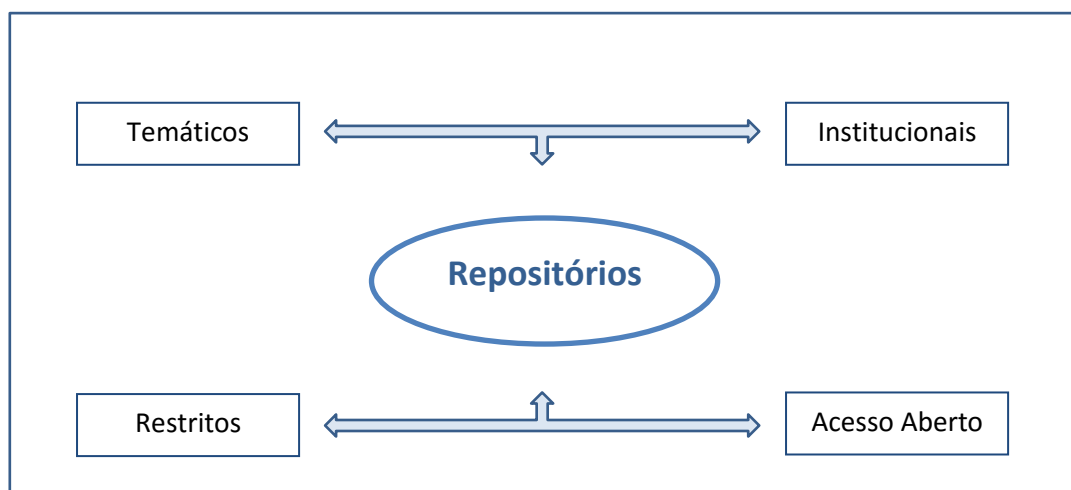 Temáticos
Institucionais
Repositórios
Restritos
Acesso Aberto